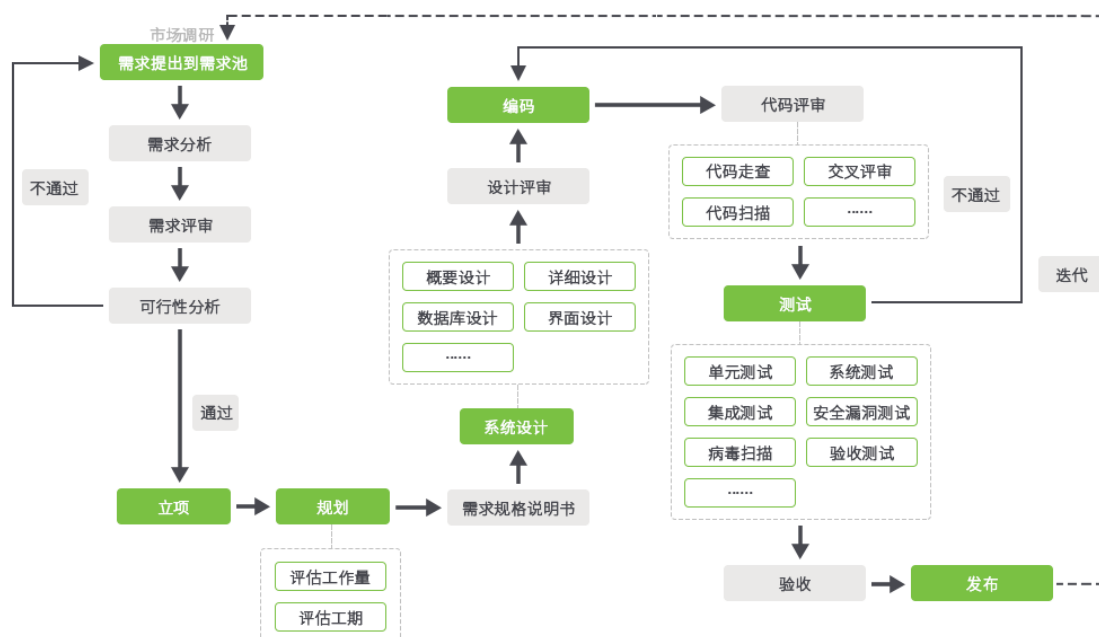 市场调研
需求提出到需求池
需求分析
不通过
需求评审
可行性分析
通过
立项
规划
评估工作量
评估工期
需求规格说明书
系统设计
概要设计
详细设计
数据库设计
界面设计
......
设计评审
编码
代码评审
代码走查
交叉评审
代码扫描
......
不通过
测试
迭代
单元测试
系统测试
集成测试
安全漏洞测试
病毒扫描
验收测试
......
验收
发布